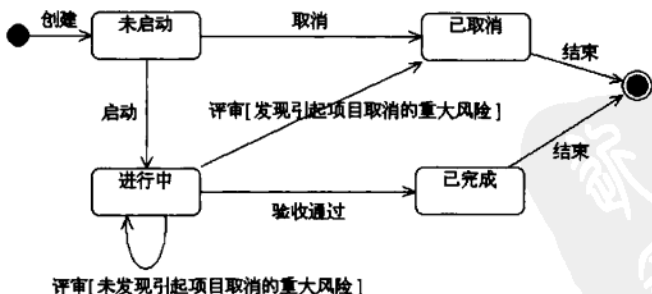 创建
未启动
取消
已取消
结束
启动
评审[发现引起项目取消的重大风险]
进行中
验收通过
已完成
结束
评审[未发现引起项目取消的重大风险]